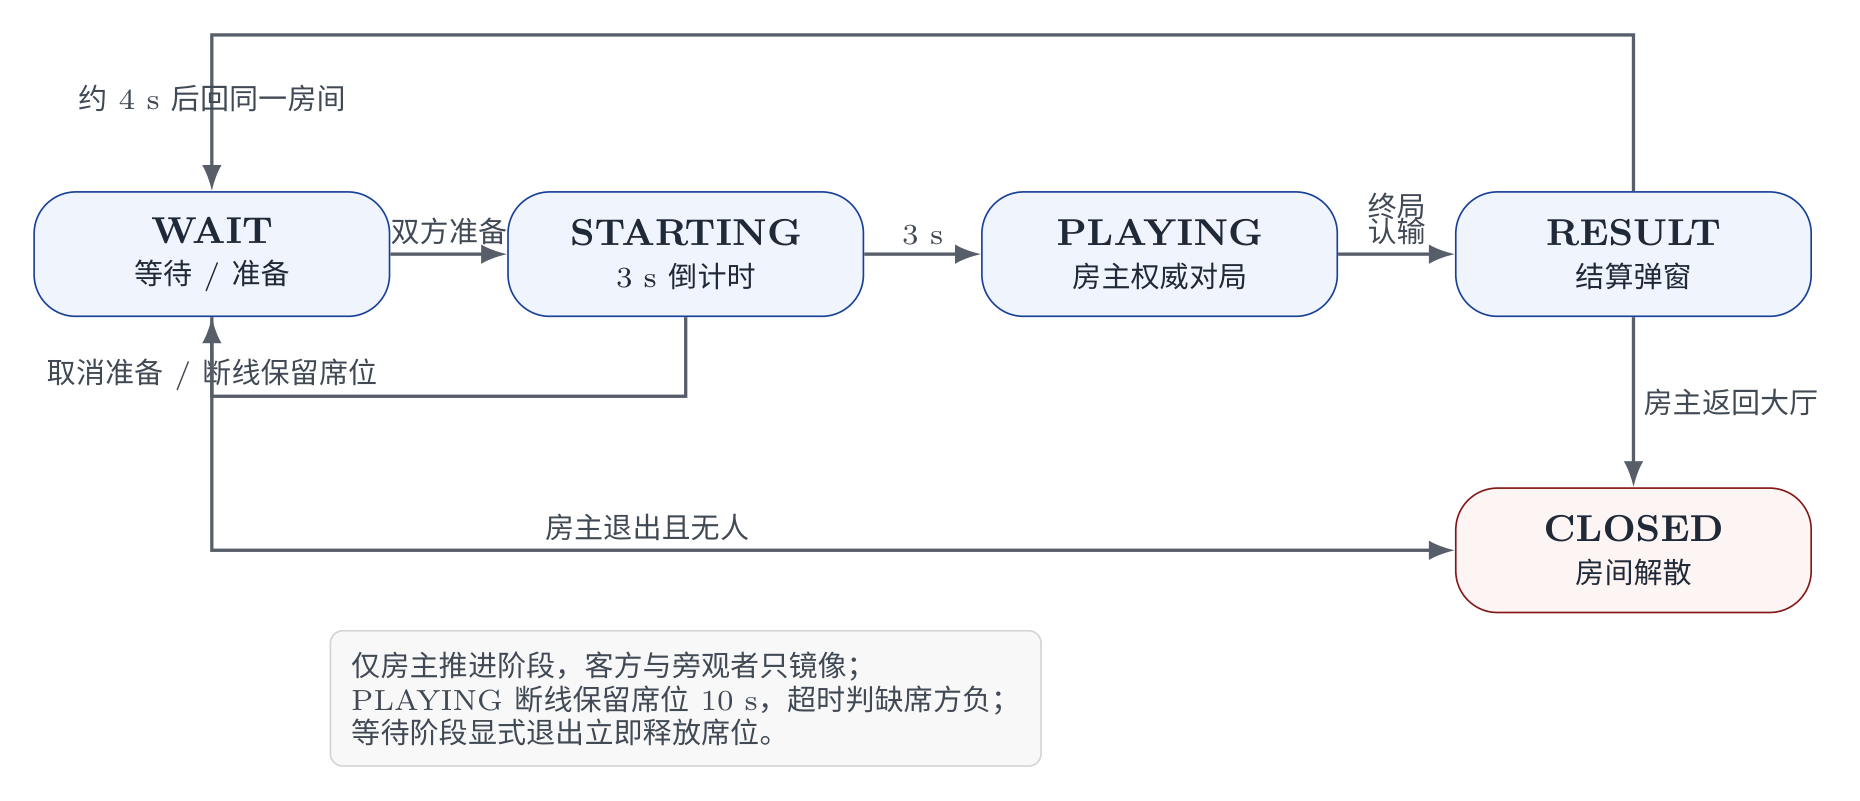 约 4 s 后回同一房间
WAIT
等待 / 准备
双方准备
STARTING
3 s 倒计时
3 s
PLAYING
房主权威对局
终局
认输
RESULT
结算弹窗
取消准备 / 断线保留席位
房主返回大厅
房主退出且无人
CLOSED
房间解散
仅房主推进阶段，客方与旁观者只镜像；
PLAYING 断线保留席位 10 s，超时判缺席方负；
等待阶段显式退出立即释放席位。